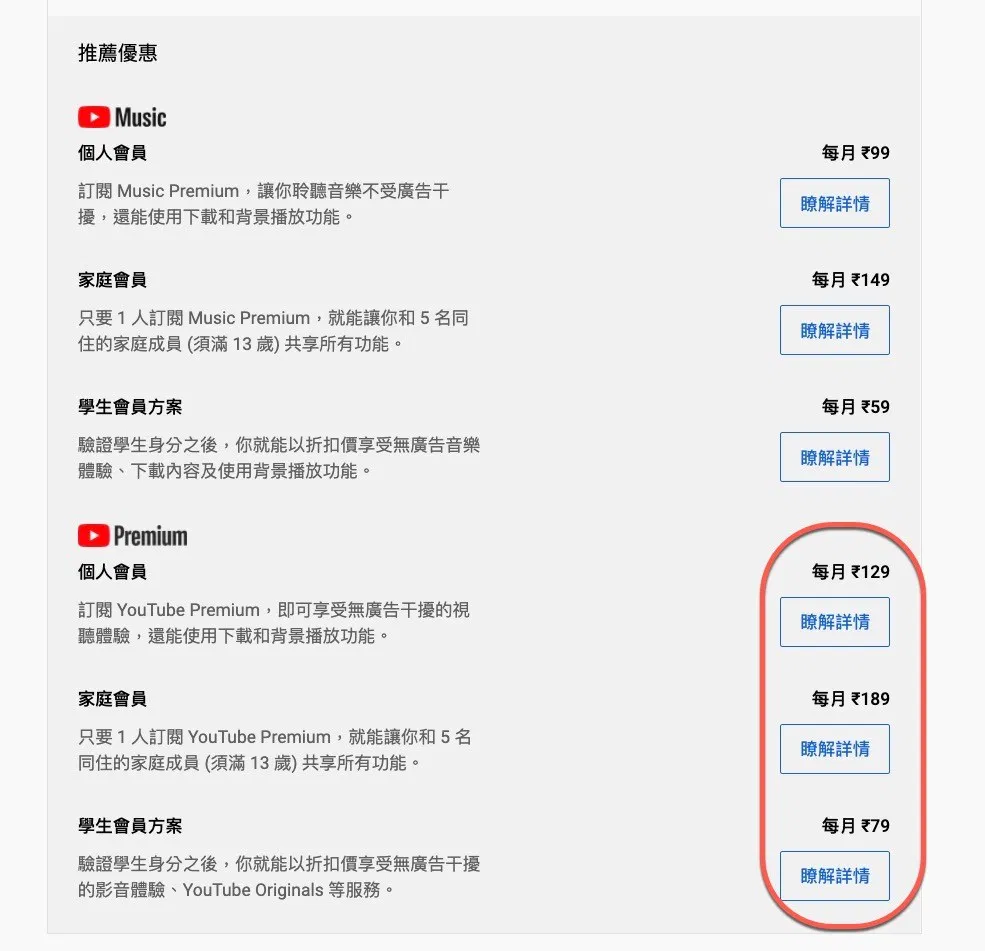 推薦優惠
Music
個人會員
每月 ₹99
訂閱 Music Premium，讓你聆聽音樂不受廣告干
擾，還能使用下載和背景播放功能。
瞭解詳情
家庭會員
每月 ₹149
只要 1 人訂閱 Music Premium，就能讓你和 5 名同
住的家庭成員 (須滿 13 歲) 共享所有功能。
瞭解詳情
學生會員方案
每月 ₹59
驗證學生身分之後，你就能以折扣價享受無廣告音樂
體驗、下載內容及使用背景播放功能。
瞭解詳情
Premium
個人會員
每月 ₹129
訂閱 YouTube Premium，即可享受無廣告干擾的視
聽體驗，還能使用下載和背景播放功能。
瞭解詳情
家庭會員
每月 ₹189
只要 1 人訂閱 YouTube Premium，就能讓你和 5 名
同住的家庭成員 (須滿 13 歲) 共享所有功能。
瞭解詳情
學生會員方案
每月 ₹79
驗證學生身分之後，你就能以折扣價享受無廣告干擾
的影音體驗、YouTube Originals 等服務。
瞭解詳情